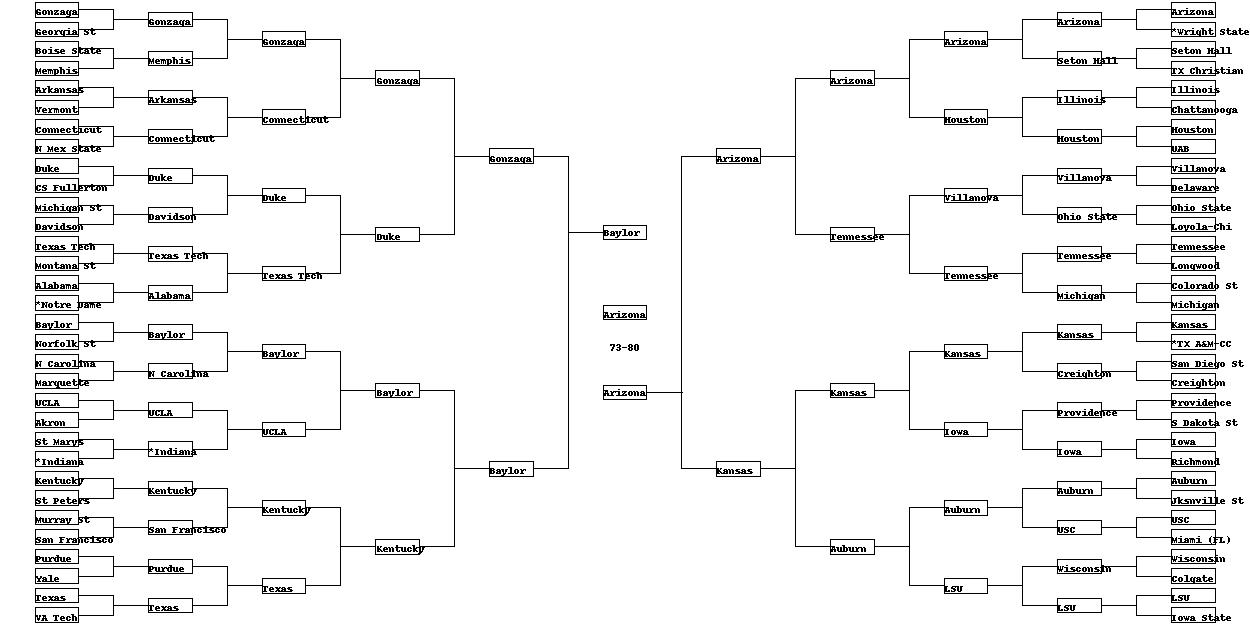 Gonzaga
Georgia St
Boise State
Memphis
Arkansas
Vermont
Connecticut
N Mex State
Duke
CS Fullerton
Michigan St
Davidson
Texas Tech
Montana St
Alabama
*Notre Dame
Baylor
Norfolk St
N Carolina
Marquette
UCLA
Akron
St Marys
*Indiana
Kentucky
St Peters
Murray St
San Francisco
Purdue
Yale
Texas
VA Tech
Gonzaga
Memphis
Arkansas
Connecticut
Duke
Davidson
Texas Tech
Alabama
Baylor
N Carolina
UCLA
*Indiana
Kentucky
San Francisco
Purdue
Texas
Gonzaga
Connecticut
Duke
Texas Tech
Baylor
UCLA
Kentucky
Texas
Gonzaga
Duke
Baylor
Kentucky
Gonzaga
Baylor
Baylor
Arizona
73-80
Arizona
Arizona
Kansas
Arizona
Tennessee
Kansas
Auburn
Arizona
Houston
Villanova
Tennessee
Kansas
Iowa
Auburn
LSU
Arizona
Seton Hall
Illinois
Houston
Villanova
Ohio State
Tennessee
Michigan
Kansas
Creighton
Providence
Iowa
Auburn
USC
Wisconsin
LSU
Arizona
*Wright State
Seton Hall
TX Christian
Illinois
Chattanooga
Houston
UAB
Villanova
Delaware
Ohio State
Loyola-Chi
Tennessee
Longwood
Colorado St
Michigan
Kansas
*TX A&M-CC
San Diego St
Creighton
Providence
S Dakota St
Iowa
Richmond
Auburn
Jksnville St
USC
Miami (FL)
Wisconsin
Colgate
LSU
Iowa State